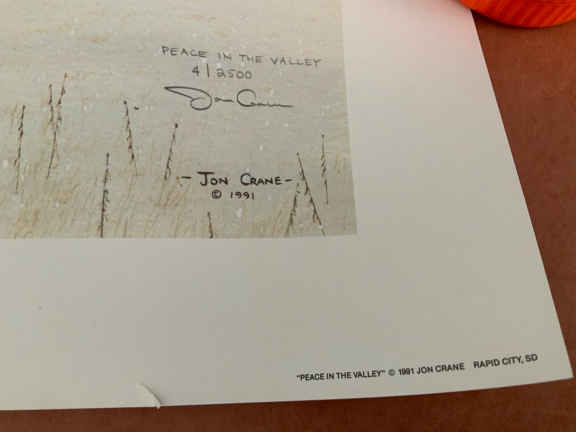 PEACE IN THE VALLEY
4/2500
Jon Crane
- JON CRANE -
© 1991
"PEACE IN THE VALLEY" © 1991 JON CRANE RAPID CITY, SD